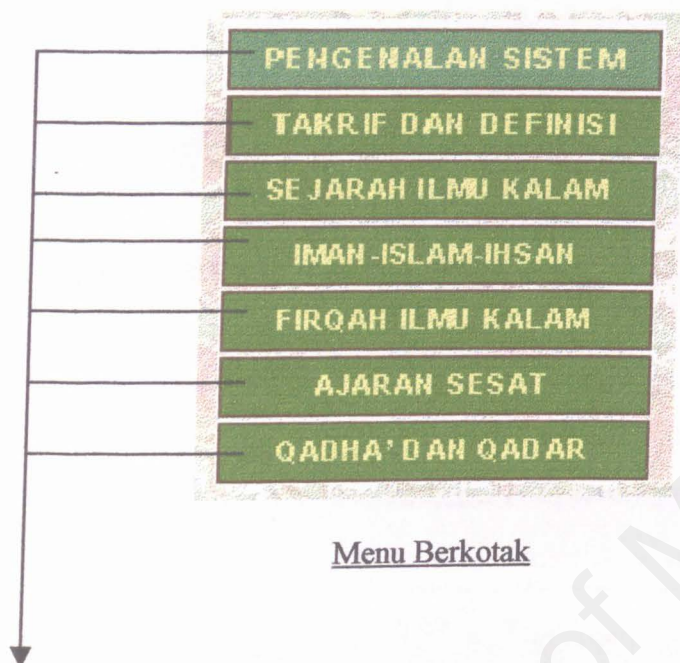 PENGENALAN SISTEM
TAKRIF DAN DEFINISI
SEJARAH ILMU KALAM
IMAN-ISLAM-IHSAN
FIRQAH ILMU KALAM
AJARAN SESAT
QADHA' DAN QADAR
Menu Berkotak
of M